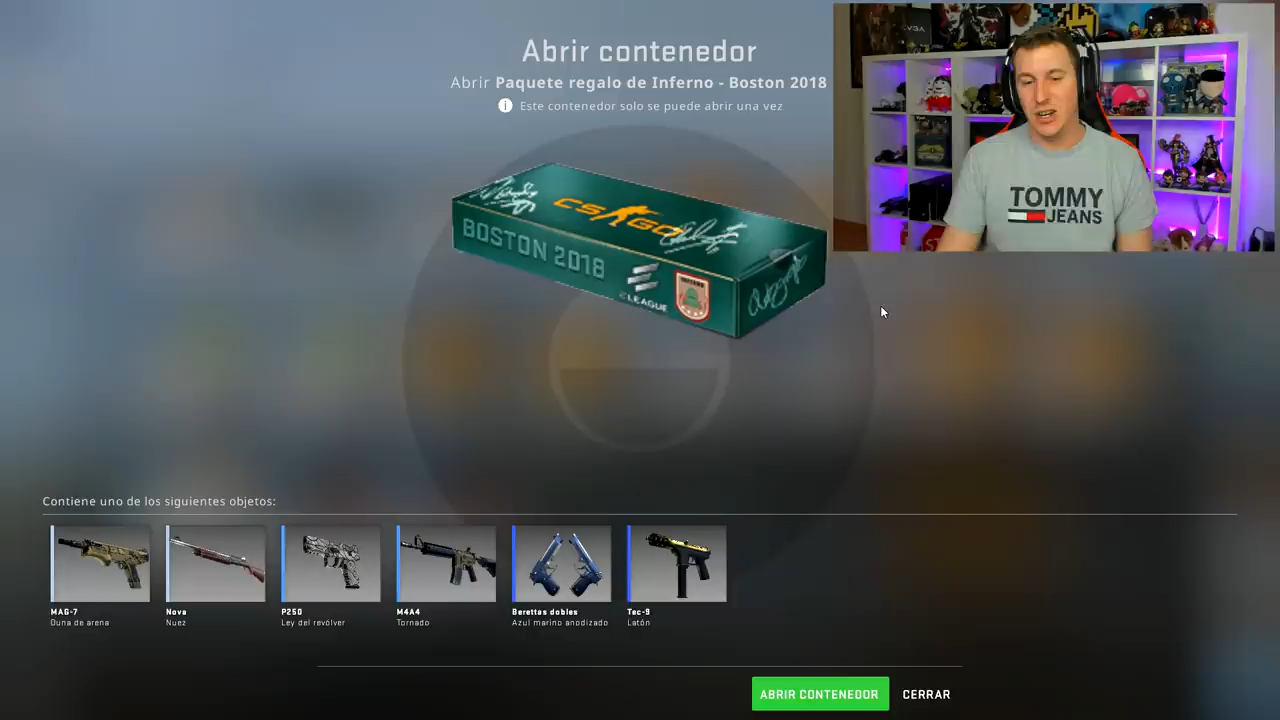 Abrir contenedor
Abrir Paquete regalo de Inferno - Boston 2018
Este contenedor solo se puede abrir una vez
EVGA
CS GO
BOSTON 2018
ELEAGUE
INFERNO
TOMMY
JEANS
Contiene uno de los siguientes objetos:
MAG-7
Duna de arena
Nova
Nuez
P250
Ley del revólver
M4A4
Tornado
Berettas dobles
Azul marino anodizado
Tec-9
Latón
ABRIR CONTENEDOR
CERRAR